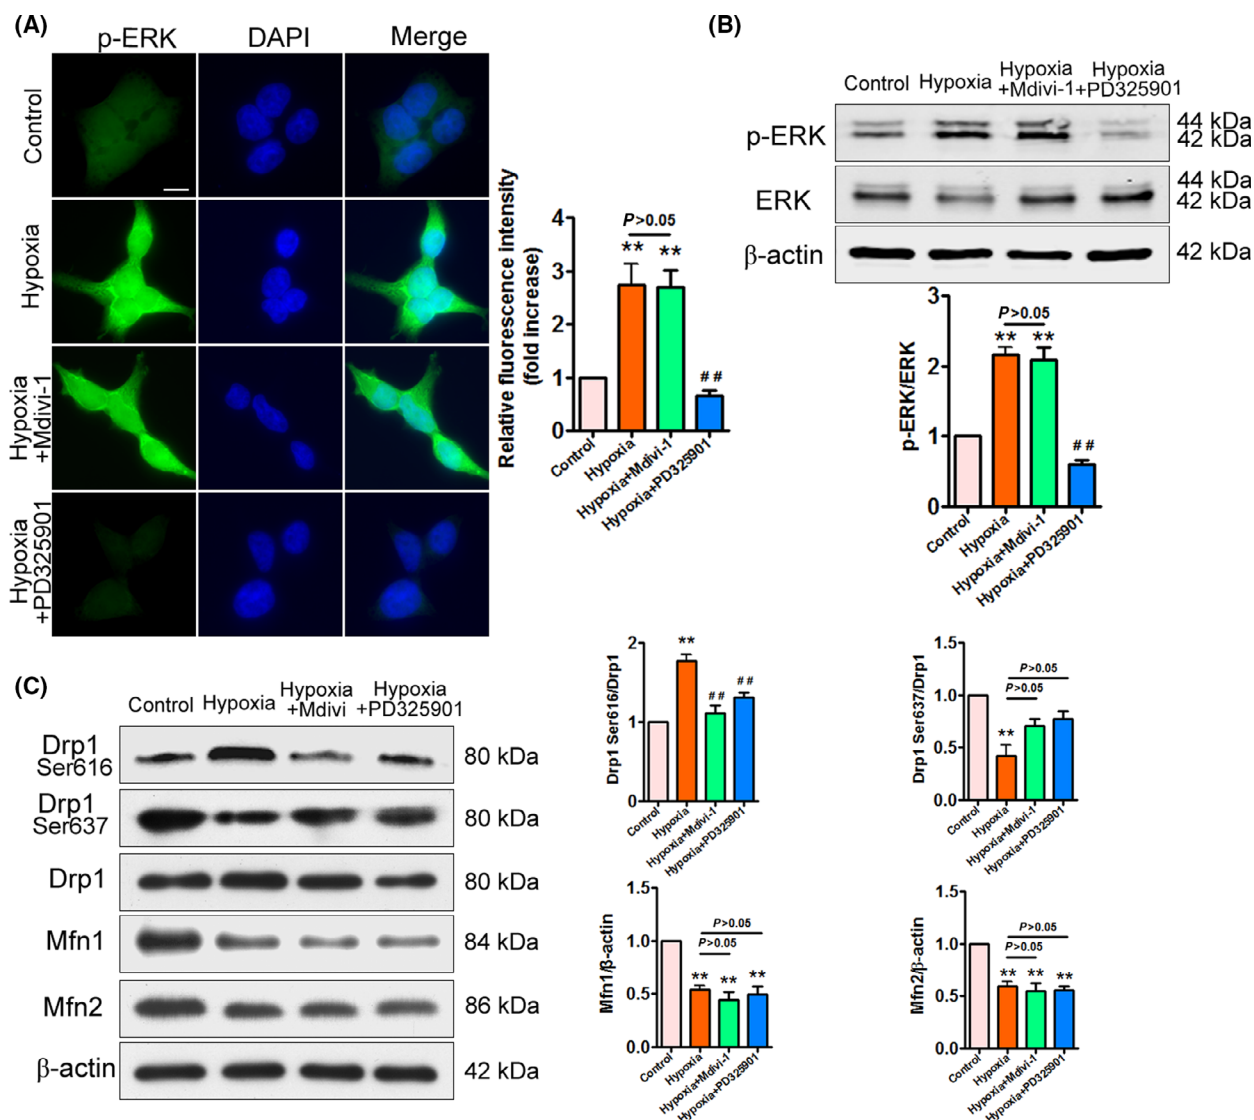 (A)
p-ERK DAPI Merge
Control
Hypoxia
Hypoxia
+Mdivi-1
Hypoxia
+PD325901
Relative fluorescence intensity
(fold increase)
4
3
2
1
0
P>0.05
** **
##
Control
Hypoxia
Hypoxia+Mdivi-1
Hypoxia+PD325901
(B)
Control Hypoxia Hypoxia +Mdivi-1 Hypoxia +PD325901
p-ERK 44 kDa
42 kDa
ERK 44 kDa
42 kDa
β-actin 42 kDa
p-ERK/ERK
3
2
1
0
P>0.05
** **
##
Control
Hypoxia
Hypoxia+Mdivi-1
Hypoxia+PD325901
(C)
Control Hypoxia Hypoxia +Mdivi Hypoxia +PD325901
Drp1
Ser616 80 kDa
Drp1
Ser637 80 kDa
Drp1 80 kDa
Mfn1 84 kDa
Mfn2 86 kDa
β-actin 42 kDa
Drp1 Ser616/Drp1
2
1
0
**
## ##
Control
Hypoxia
Hypoxia+Mdivi-1
Hypoxia+PD325901
Drp1 Ser637/Drp1
1.5
1.0
0.5
0.0
P>0.05
P>0.05
**
Control
Hypoxia
Hypoxia+Mdivi-1
Hypoxia+PD325901
Mfn1/β-actin
1.5
1.0
0.5
0.0
P>0.05
P>0.05
** ** **
Control
Hypoxia
Hypoxia+Mdivi-1
Hypoxia+PD325901
Mfn2/β-actin
1.5
1.0
0.5
0.0
P>0.05
P>0.05
** ** **
Control
Hypoxia
Hypoxia+Mdivi-1
Hypoxia+PD325901